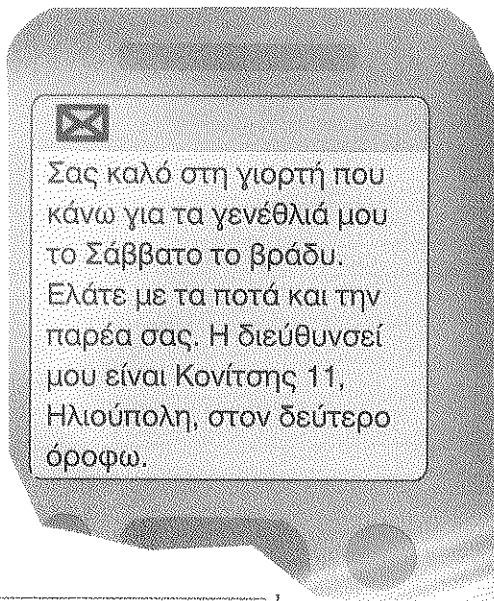 Σας καλό στη γιορτή που
κάνω για τα γενέθλιά μου
το Σάββατο το βράδυ.
Ελάτε με τα ποτά και την
παρέα σας. Η διεύθυνσεί
μου είναι Κονίτσης 11,
Ηλιούπολη, στον δεύτερο
όροφω.